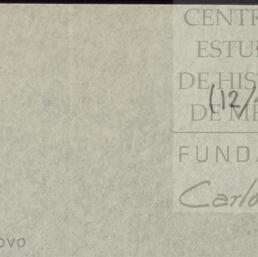 CENTR
ESTU
DE HIS
(12/
DE ME
FUNDA
Carlo
ovo